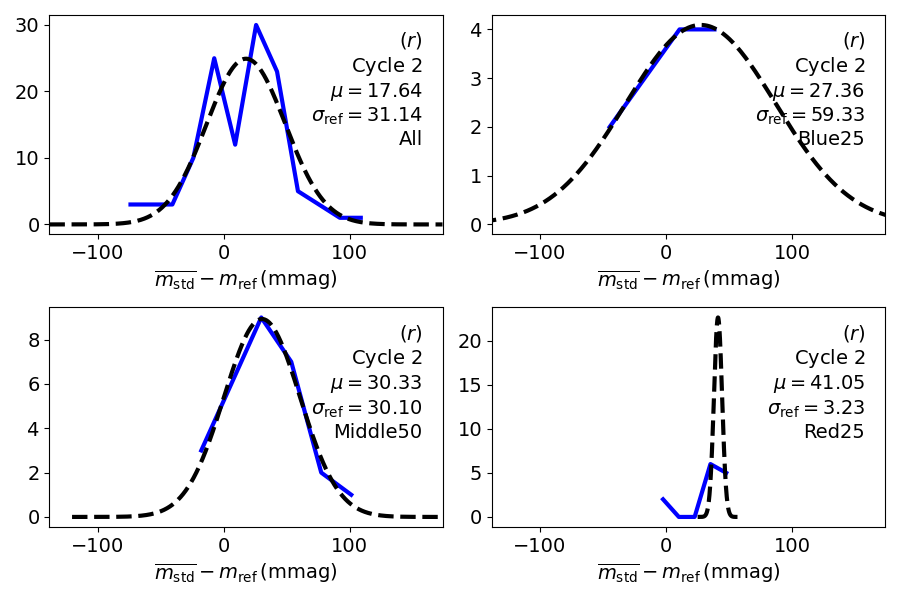 30
20
10
0
−100 0 100
(r)
Cycle 2
μ = 17.64
σref = 31.14
All
m̅std − mref (mmag)
4
3
2
1
0
−100 0 100
(r)
Cycle 2
μ = 27.36
σref = 59.33
Blue25
m̅std − mref (mmag)
8
6
4
2
0
−100 0 100
(r)
Cycle 2
μ = 30.33
σref = 30.10
Middle50
m̅std − mref (mmag)
20
15
10
5
0
−100 0 100
(r)
Cycle 2
μ = 41.05
σref = 3.23
Red25
m̅std − mref (mmag)